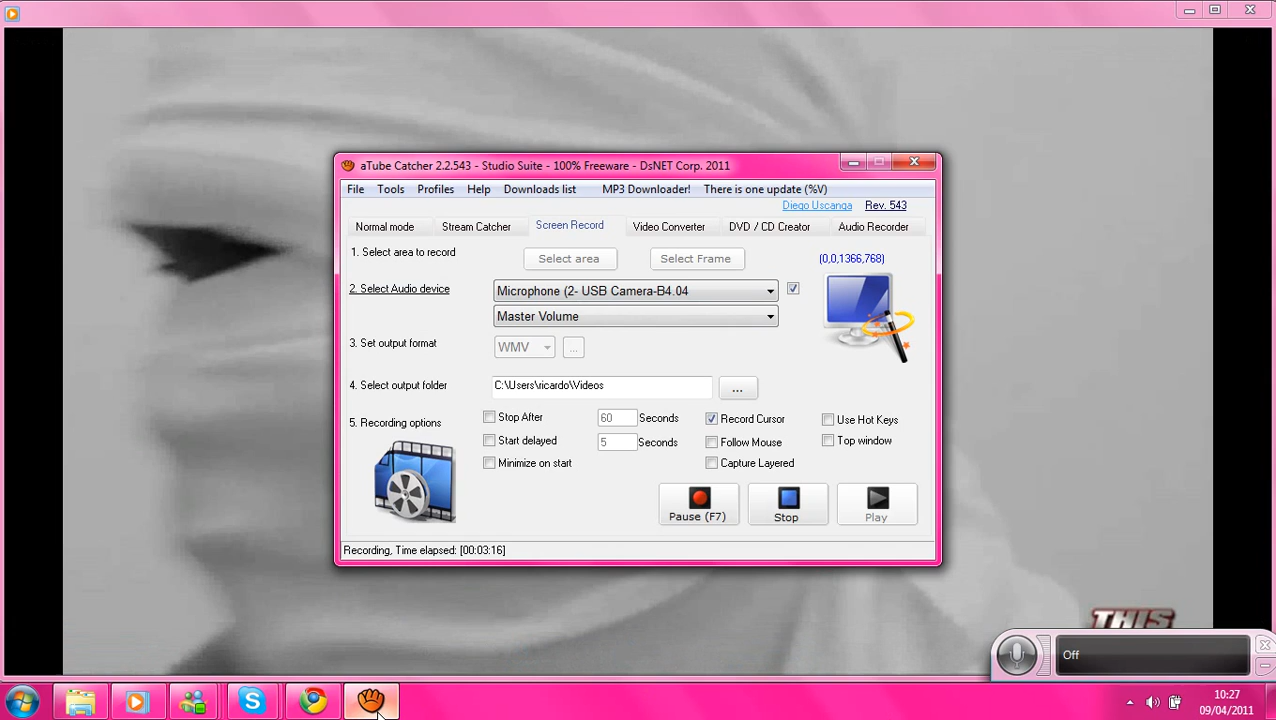 aTube Catcher 2.2.543 - Studio Suite - 100% Freeware - DsNET Corp. 2011
File Tools Profiles Help Downloads list MP3 Downloader! There is one update (%V)
Diego Uscanga Rev. 543
Normal mode Stream Catcher Screen Record Video Converter DVD / CD Creator Audio Recorder
1. Select area to record Select area Select Frame (0,0,1366,768)
2. Select Audio device Microphone (2- USB Camera-B4.04
Master Volume
3. Set output format WMV ...
4. Select output folder C:\Users\ricardo\Videos ...
5. Recording options Stop After 60 Seconds Record Cursor Use Hot Keys
Start delayed 5 Seconds Follow Mouse Top window
Minimize on start Capture Layered
Pause (F7) Stop Play
Recording, Time elapsed: [00:03:16]
THIS
Off
10:27
09/04/2011